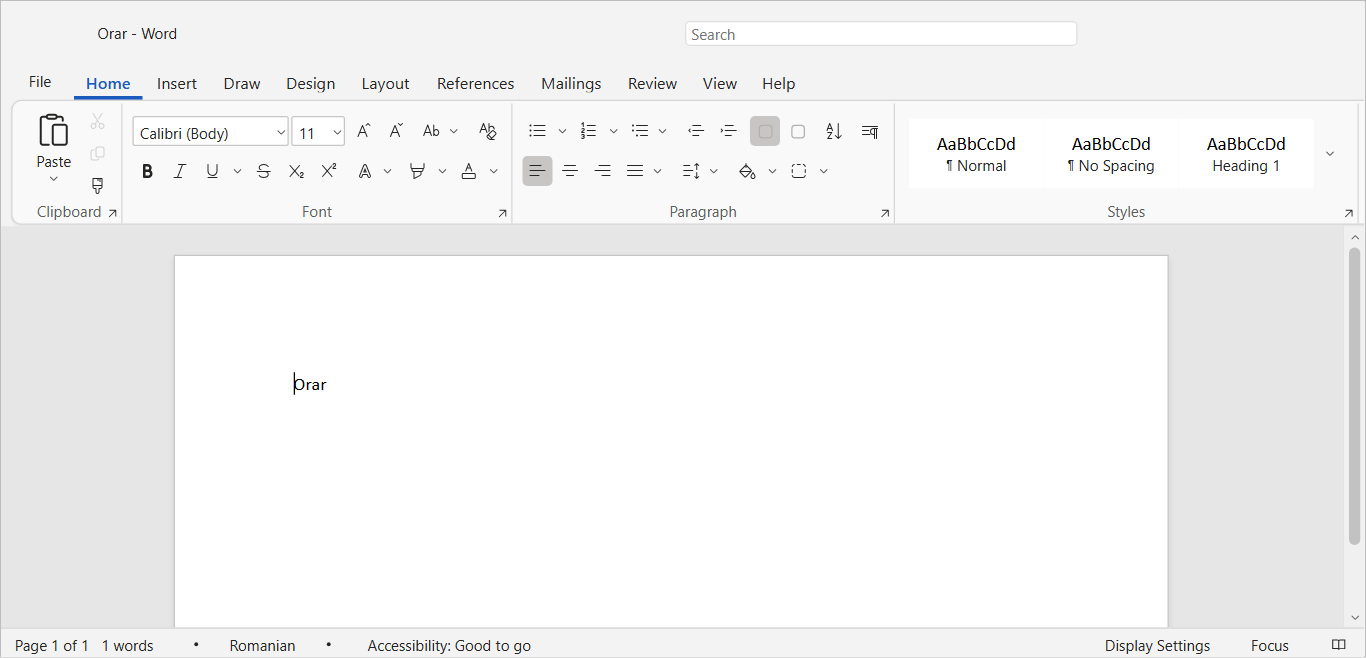 Orar - Word
Search
File Home Insert Draw Design Layout References Mailings Review View Help
Paste
Clipboard
Calibri (Body) 11
Font
Paragraph
AaBbCcDd AaBbCcDd AaBbCcDd
¶ Normal ¶ No Spacing Heading 1
Styles
Orar
Page 1 of 1 1 words • Romanian • Accessibility: Good to go Display Settings Focus